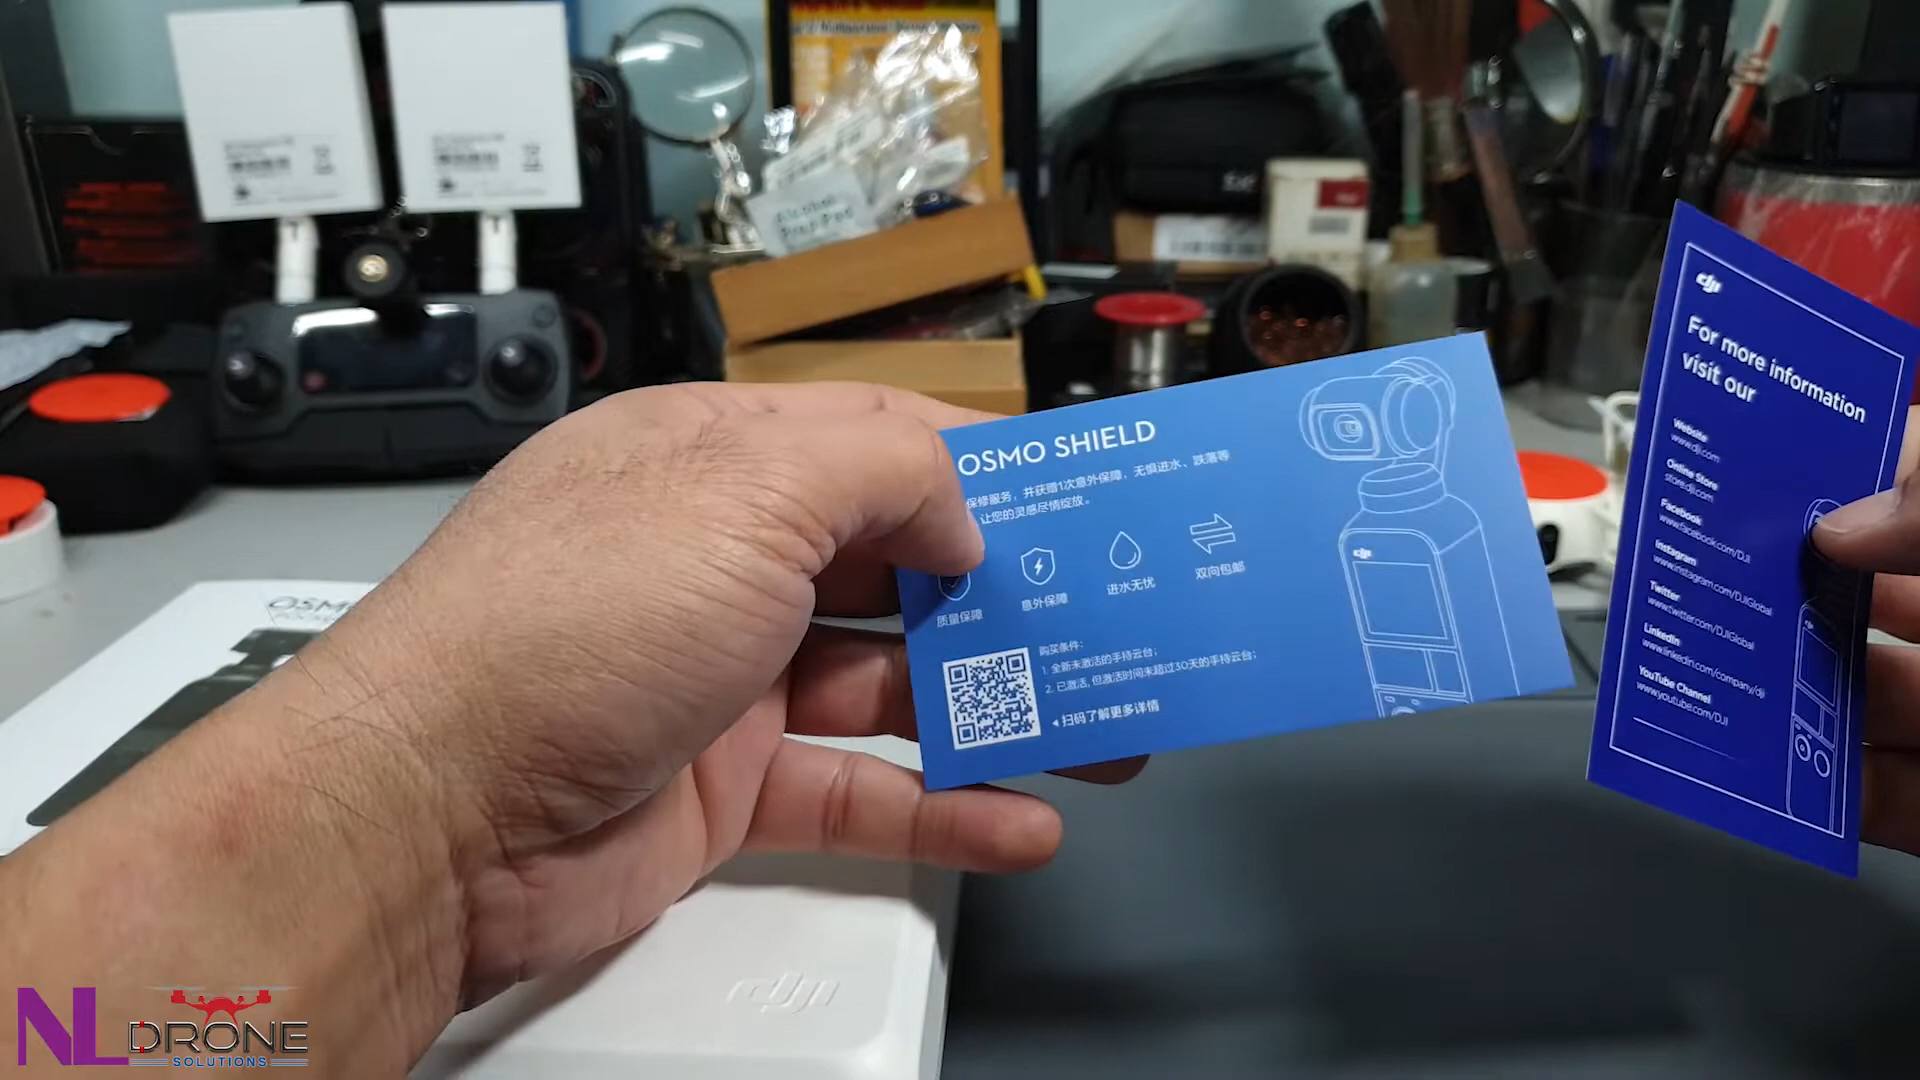 OSMO SHIELD
保修服务，并获赠1次意外保障，无惧进水、跌落等
让您的灵感尽情绽放。
质量保障
意外保障
进水无忧
双向包邮
购买条件：
1. 全新未激活的手持云台；
2. 已激活，但激活时间未超过30天的手持云台；
扫码了解更多详情
dji
dji
For more information
visit our
Website
www.dji.com
Online Store
store.dji.com
Facebook
www.facebook.com/DJI
Instagram
www.instagram.com/DJIGlobal
Twitter
www.twitter.com/DJIGlobal
LinkedIn
www.linkedin.com/company/dji
YouTube Channel
www.youtube.com/DJI
Alcohol
Prep Pad
OSM
dji
NL DRONE
SOLUTIONS